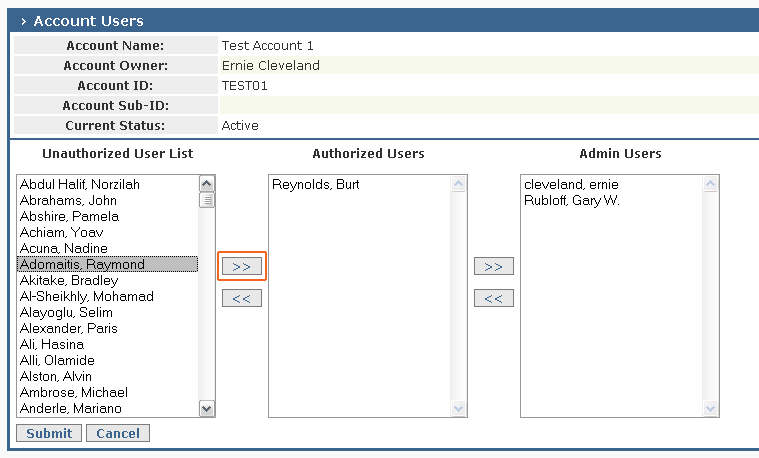 › Account Users
Account Name: Test Account 1
Account Owner: Ernie Cleveland
Account ID: TEST01
Account Sub-ID:
Current Status: Active
Unauthorized User List
Abdul Halif, Norzilah
Abrahams, John
Abshire, Pamela
Achiam, Yoav
Acuna, Nadine
Adomaitis, Raymond
Akitake, Bradley
Al-Sheikhly, Mohamad
Alayoglu, Selim
Alexander, Paris
Ali, Hasina
Alli, Olamide
Alston, Alvin
Ambrose, Michael
Anderle, Mariano
>>
<<
Authorized Users
Reynolds, Burt
>>
<<
Admin Users
cleveland, ernie
Rubloff, Gary W.
Submit Cancel